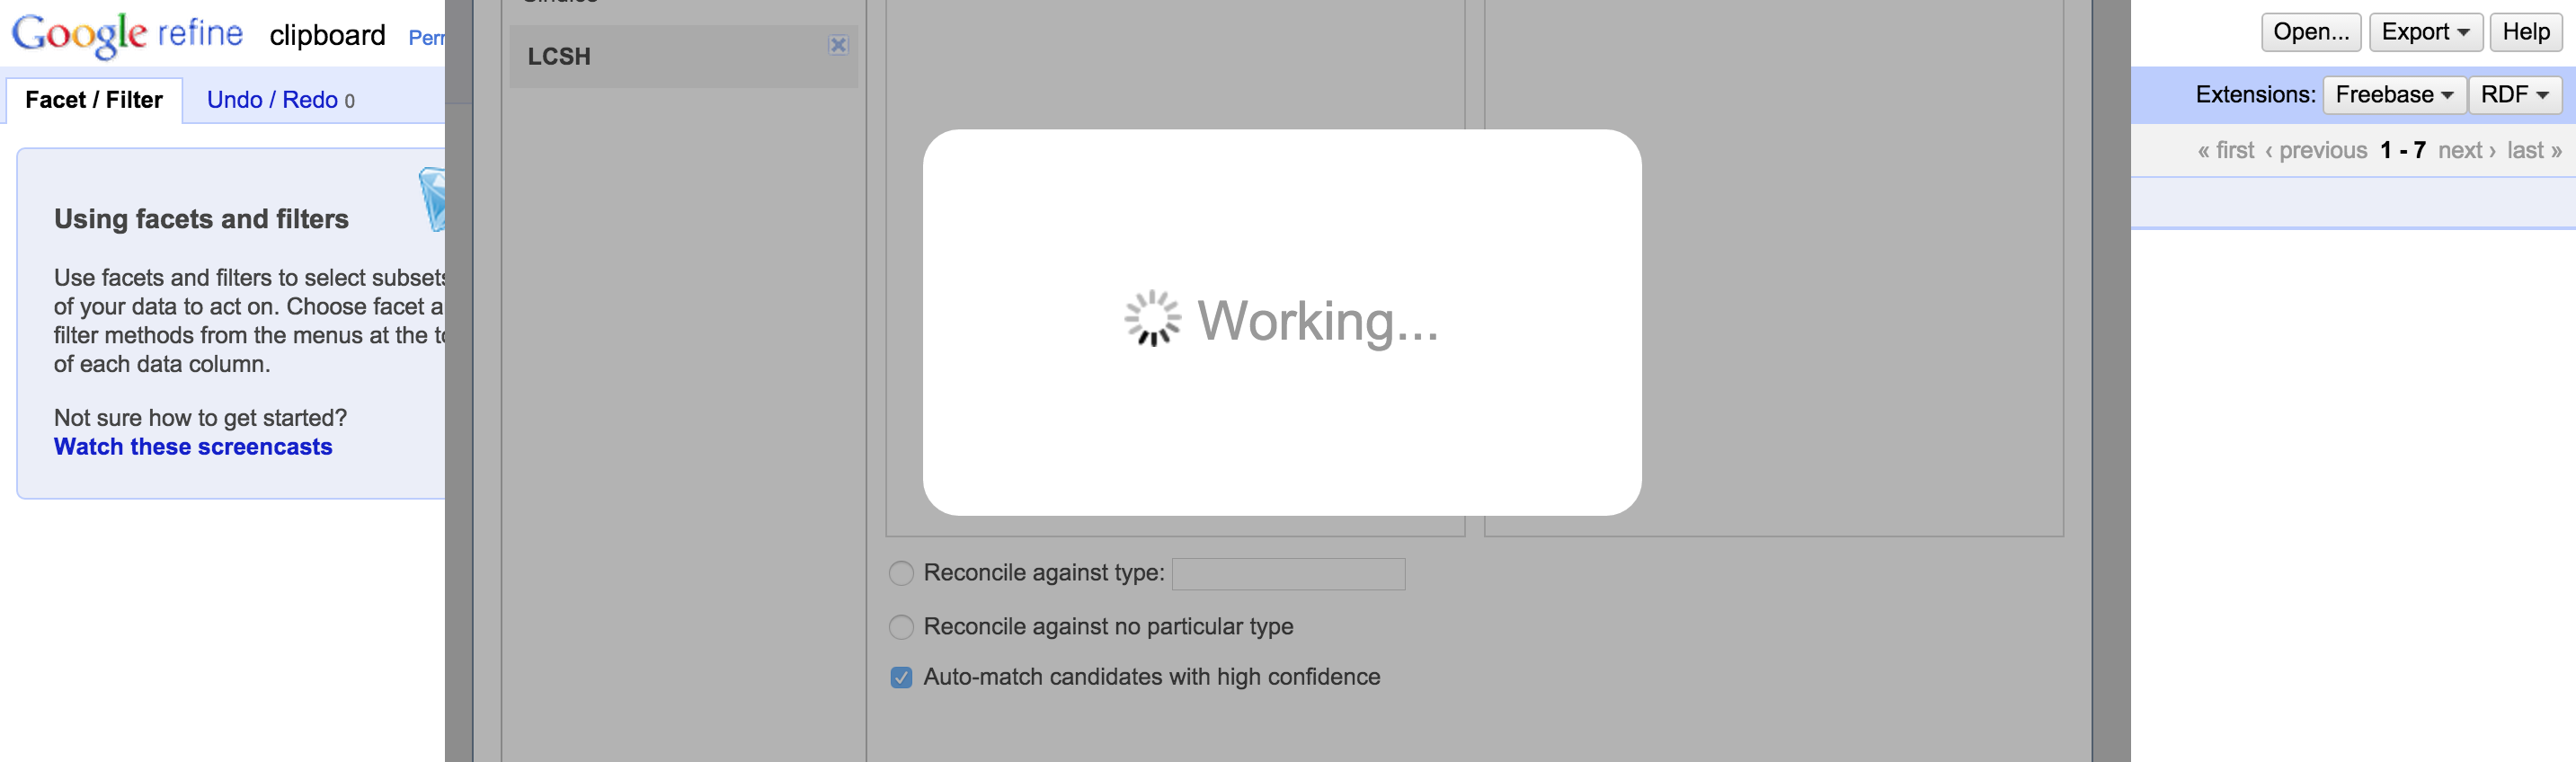 Google refine clipboard
Open... Export Help
LCSH
Facet / Filter Undo / Redo 0
Extensions: Freebase RDF
« first ‹ previous 1 - 7 next › last »
Using facets and filters
Use facets and filters to select subsets
of your data to act on. Choose facet a
filter methods from the menus at the
of each data column.
Not sure how to get started?
Watch these screencasts
Working...
Reconcile against type:
Reconcile against no particular type
Auto-match candidates with high confidence